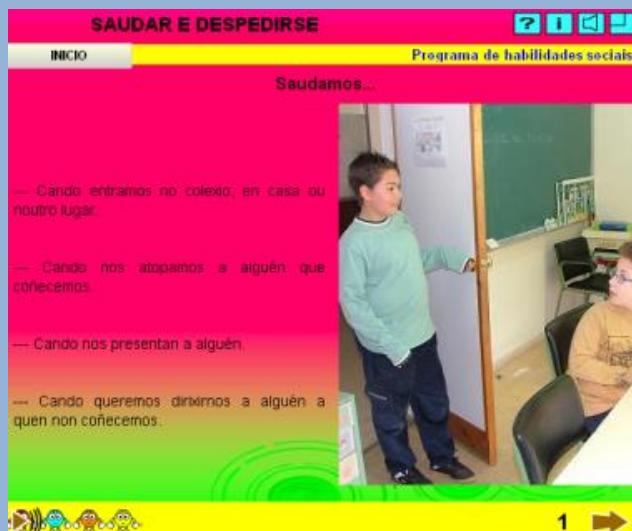 SAUDAR E DESPEDIRSE
? i
INICIO
Programa de habilidades sociais
Saudamos...
--- Cando entramos no colexio, en casa ou
noutro lugar.
--- Cando nos atopamos a alguén que
coñecemos.
--- Cando nos presentan a alguén.
--- Cando queremos dirixirnos a alguén a
quen non coñecemos.
1